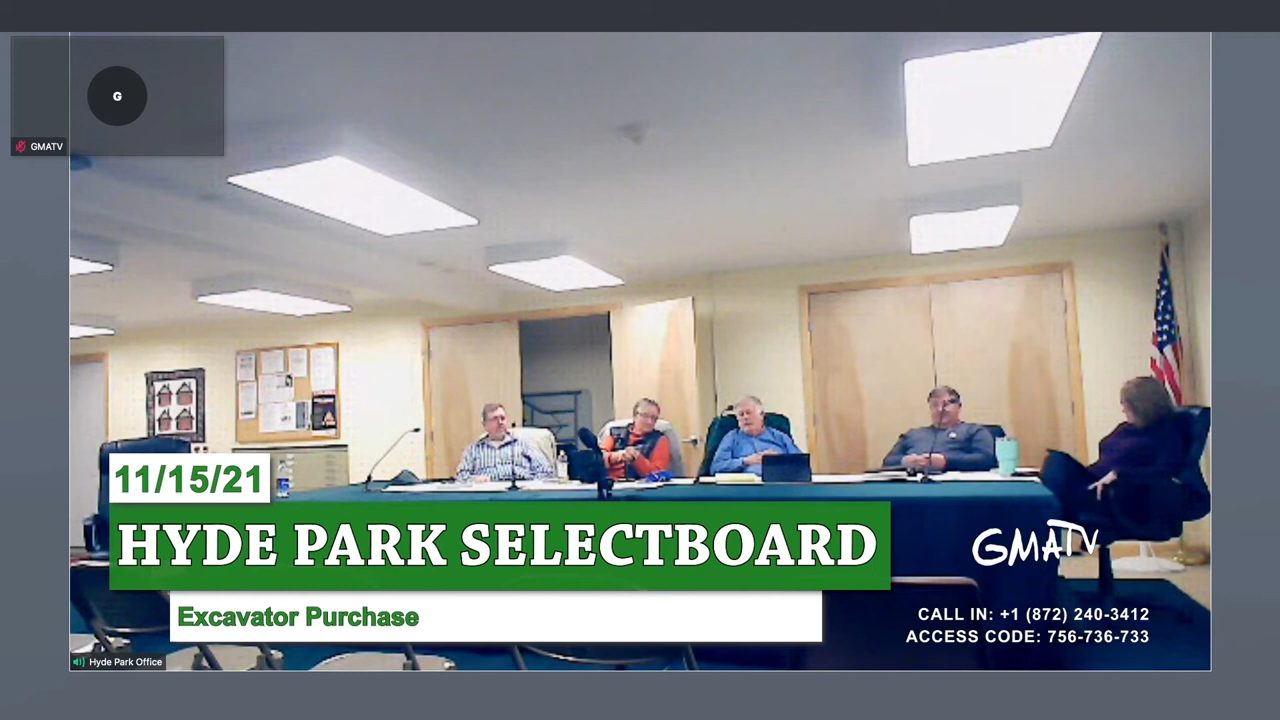 G
GMATV
11/15/21
HYDE PARK SELECTBOARD
Excavator Purchase
GMATV
CALL IN: +1 (872) 240-3412
ACCESS CODE: 756-736-733
Hyde Park Office